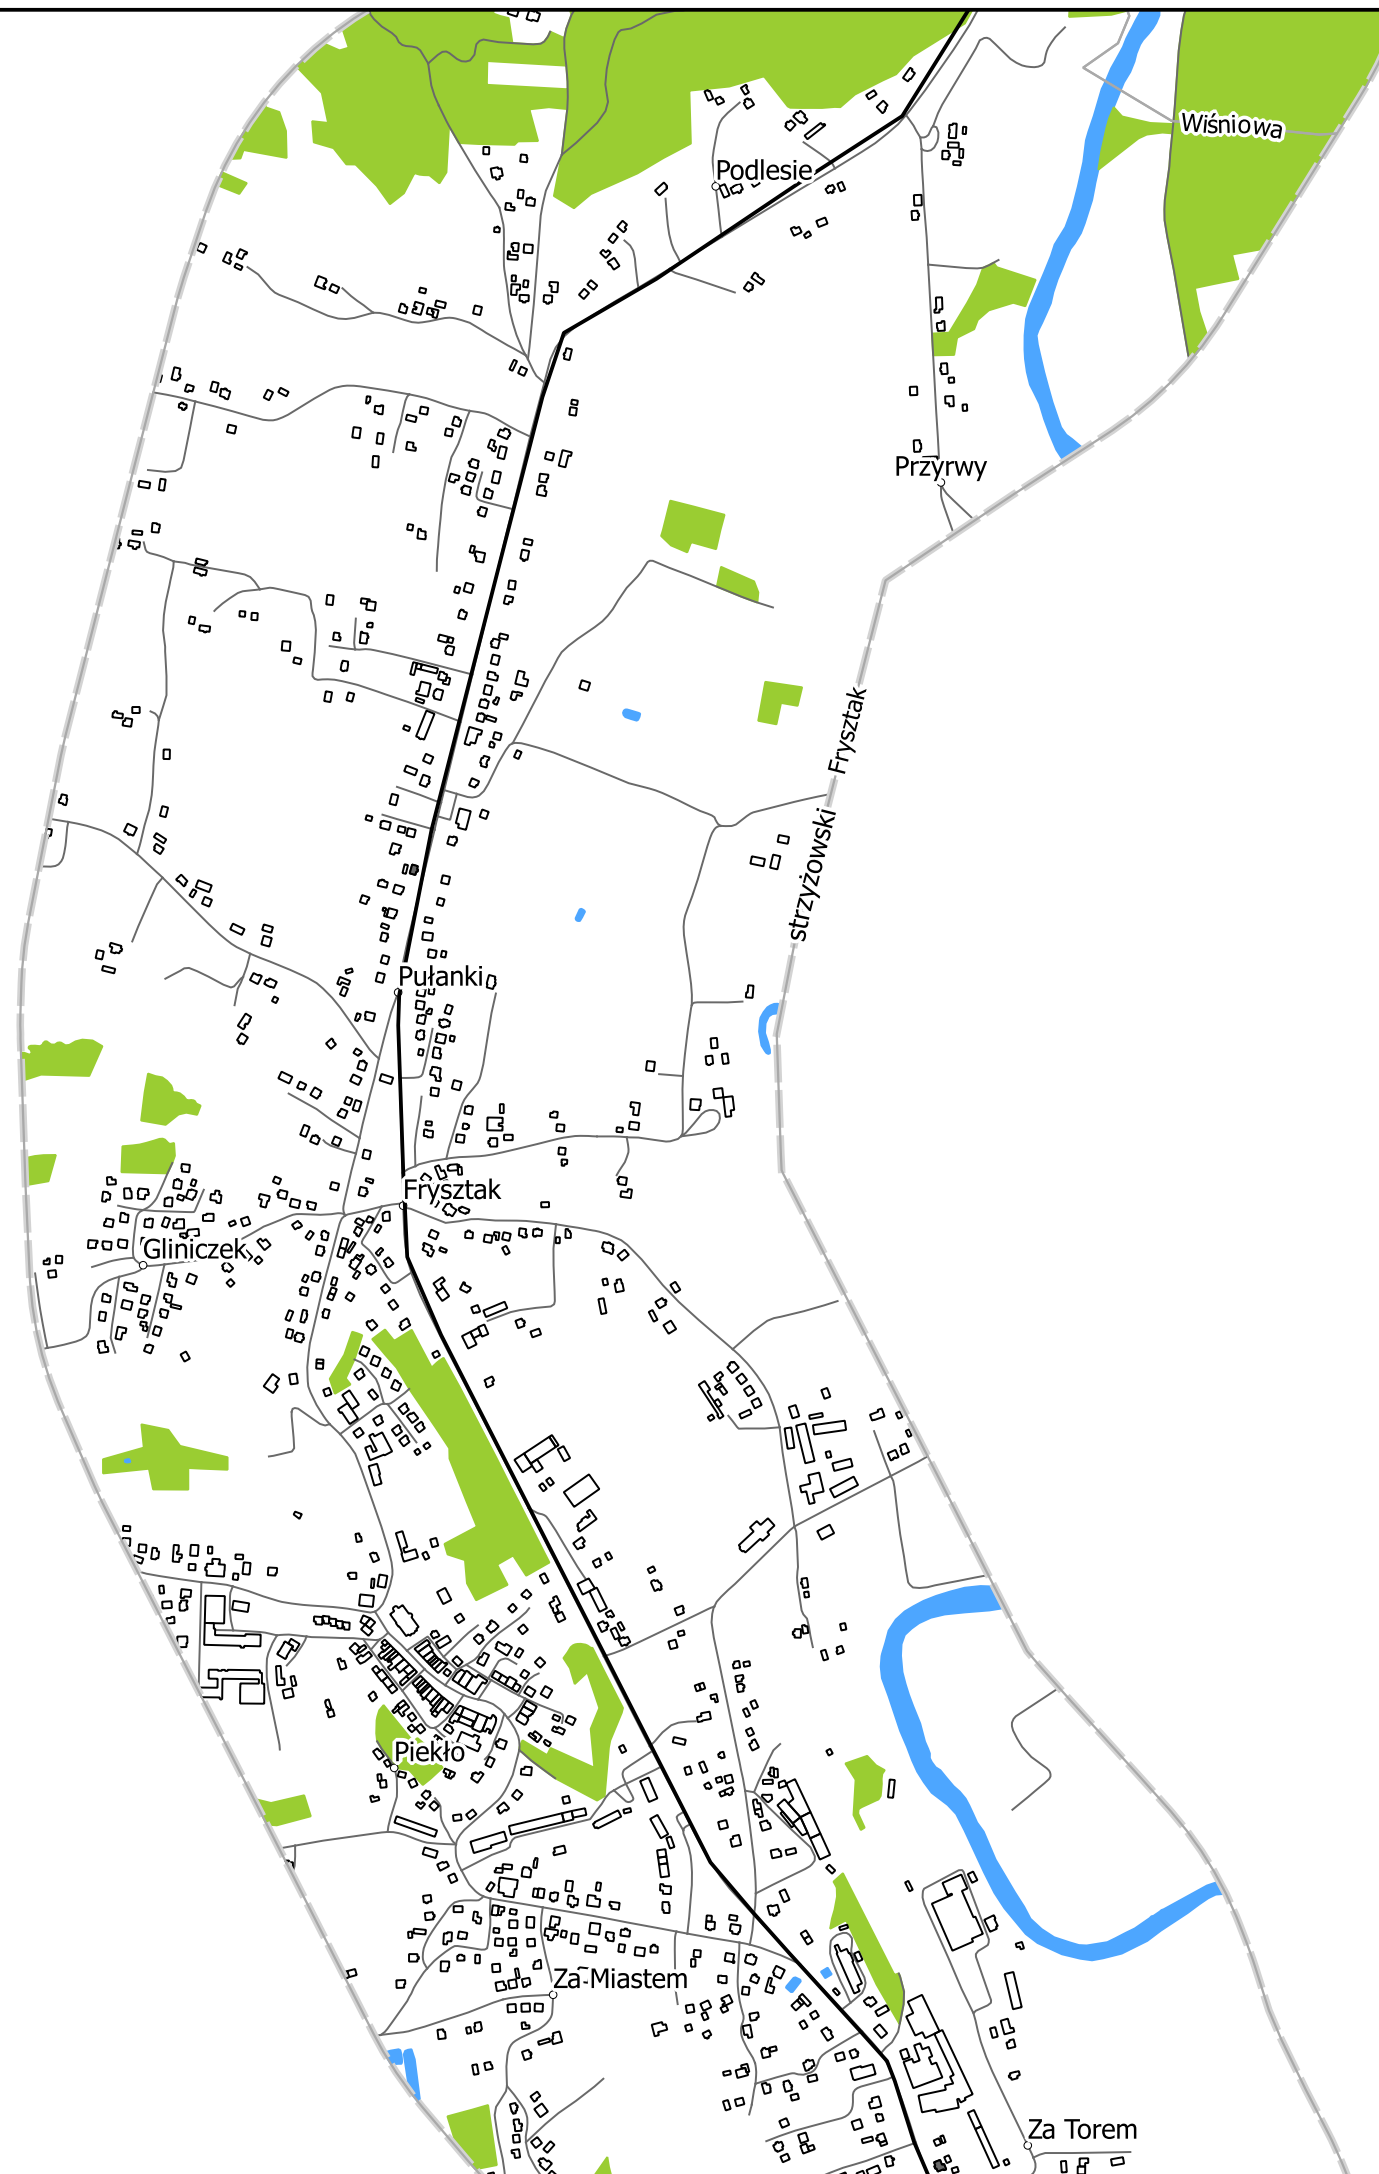 Wiśniowa
Podlesie
Przyrwy
strzyżowski Frysztak
Pułanki
Frysztak
Gliniczek
Piekło
Za Miastem
Za Torem